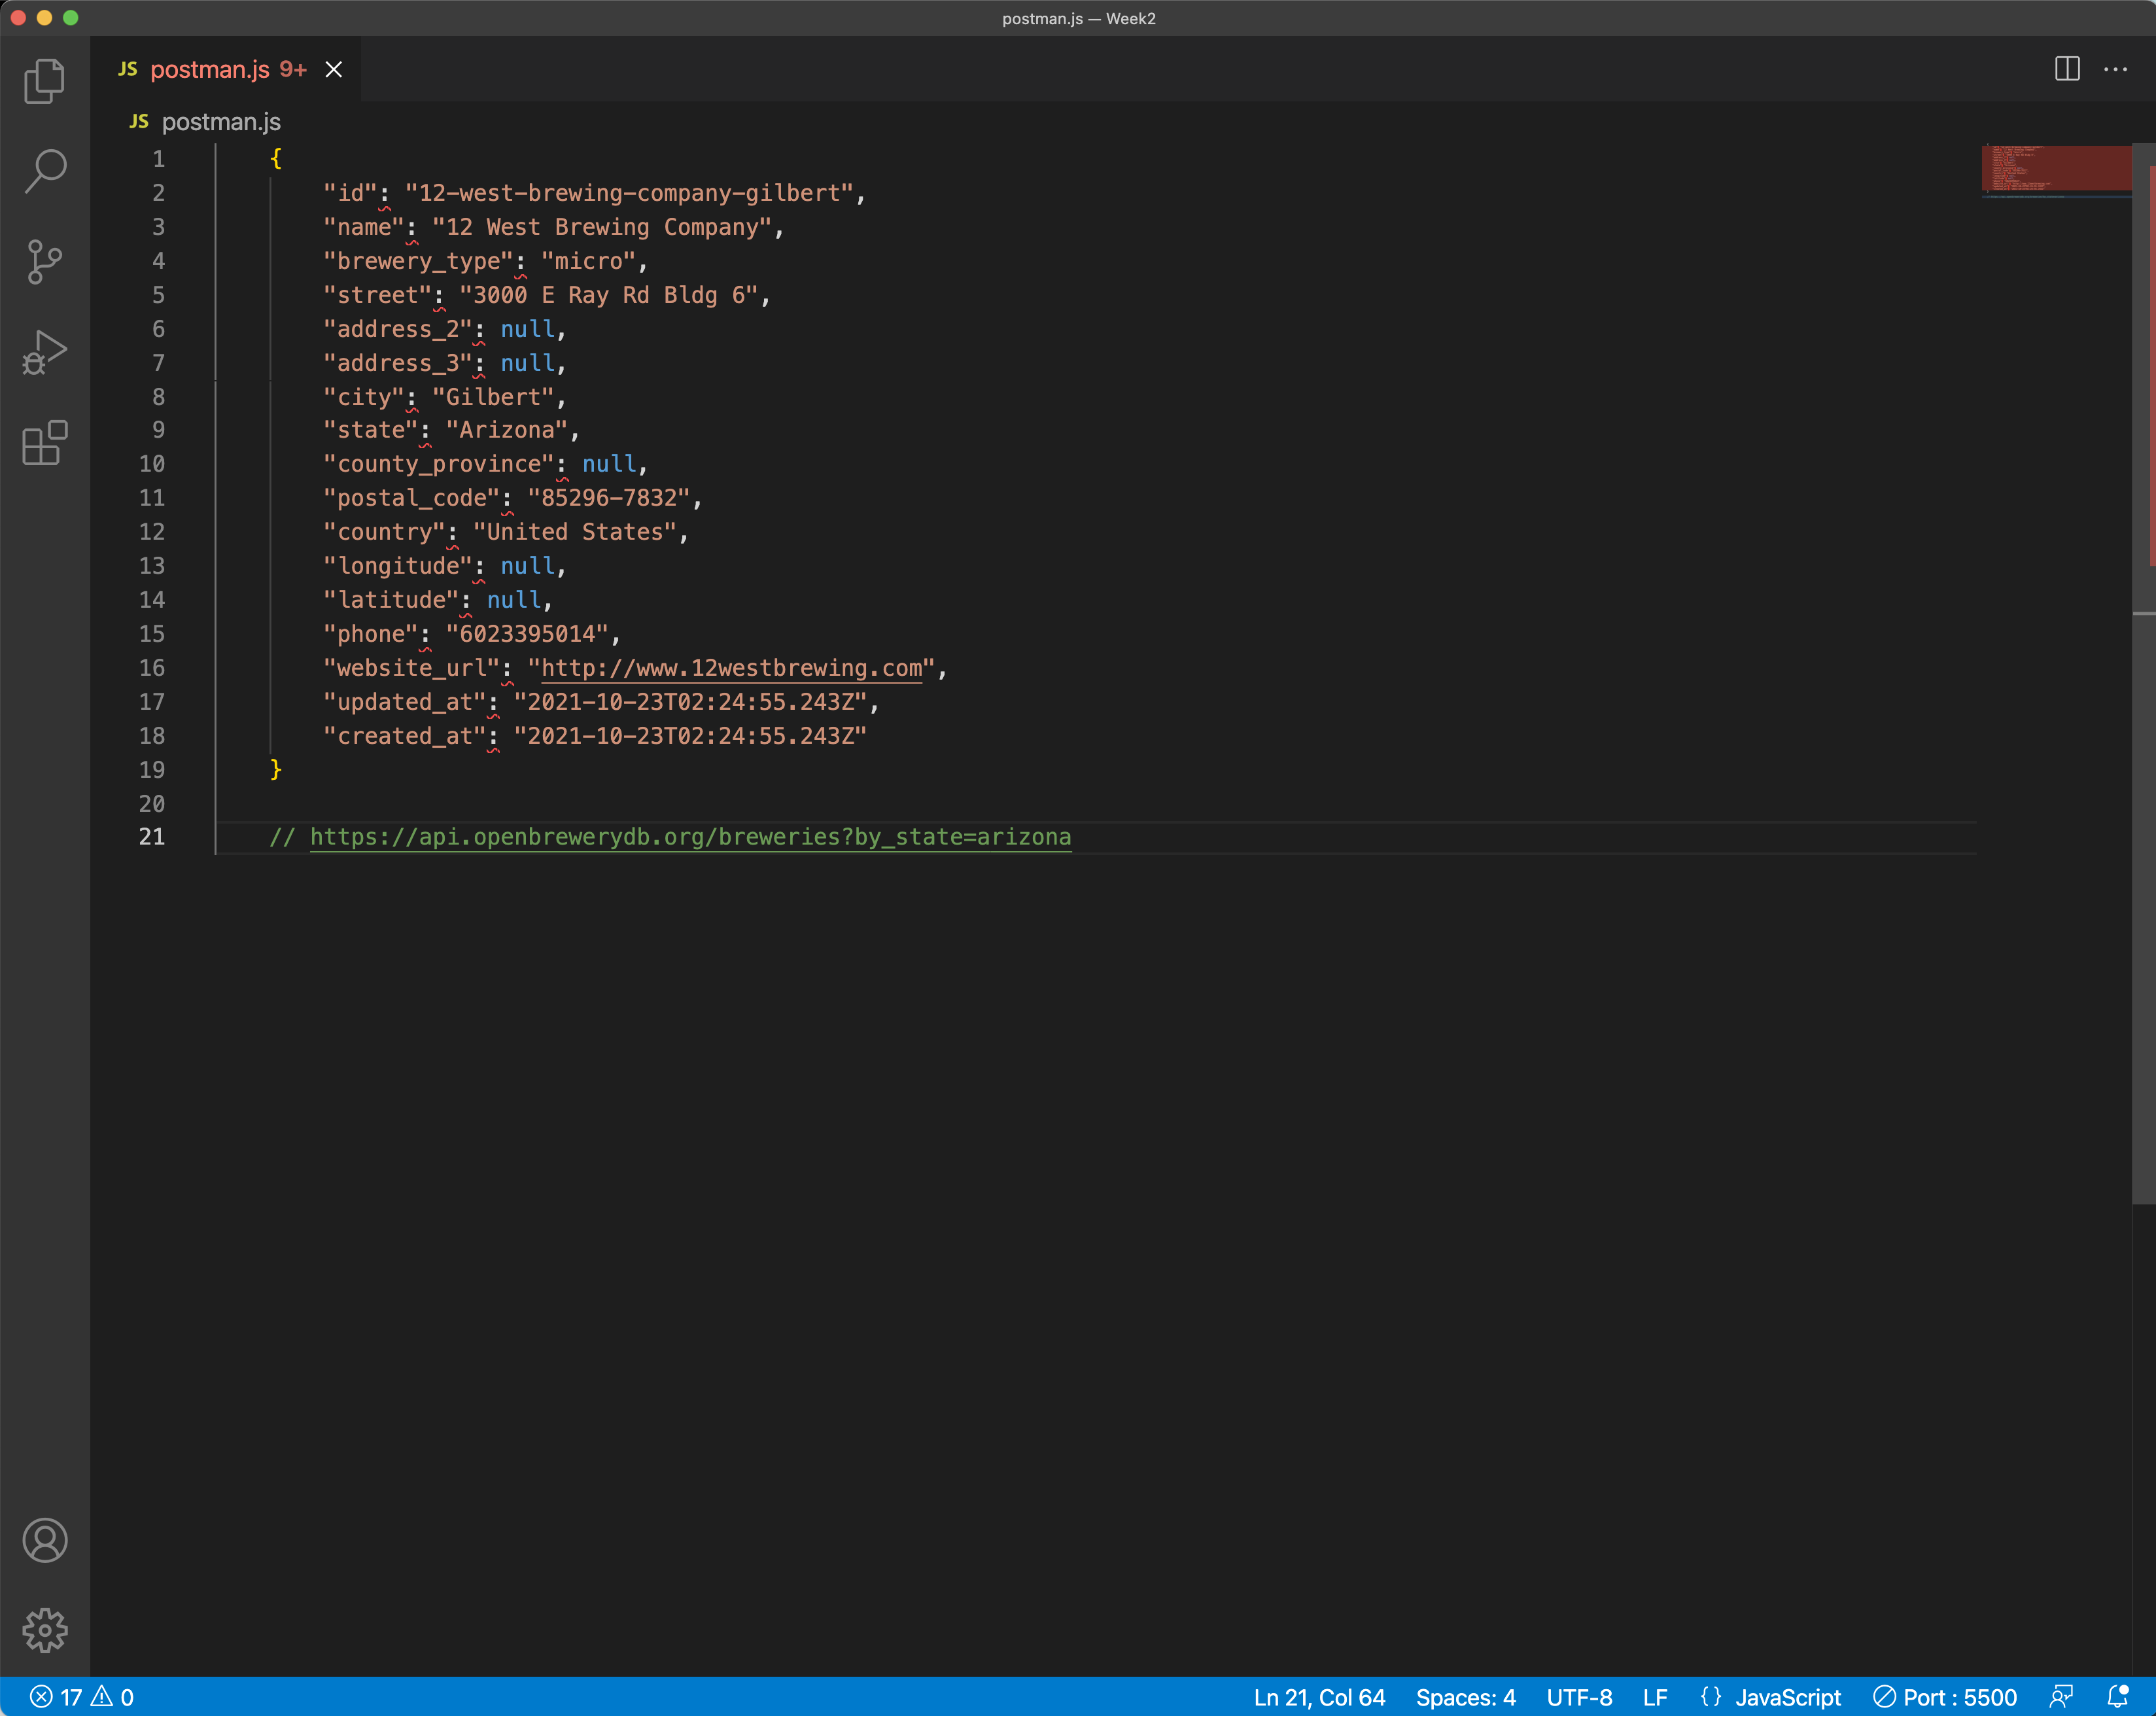 postman.js — Week2
JS postman.js 9+
JS postman.js
1 {
2 "id": "12-west-brewing-company-gilbert",
3 "name": "12 West Brewing Company",
4 "brewery_type": "micro",
5 "street": "3000 E Ray Rd Bldg 6",
6 "address_2": null,
7 "address_3": null,
8 "city": "Gilbert",
9 "state": "Arizona",
10 "county_province": null,
11 "postal_code": "85296-7832",
12 "country": "United States",
13 "longitude": null,
14 "latitude": null,
15 "phone": "6023395014",
16 "website_url": "http://www.12westbrewing.com",
17 "updated_at": "2021-10-23T02:24:55.243Z",
18 "created_at": "2021-10-23T02:24:55.243Z"
19 }
20
21 // https://api.openbrewerydb.org/breweries?by_state=arizona
17 0 Ln 21, Col 64 Spaces: 4 UTF-8 LF {} JavaScript Port : 5500